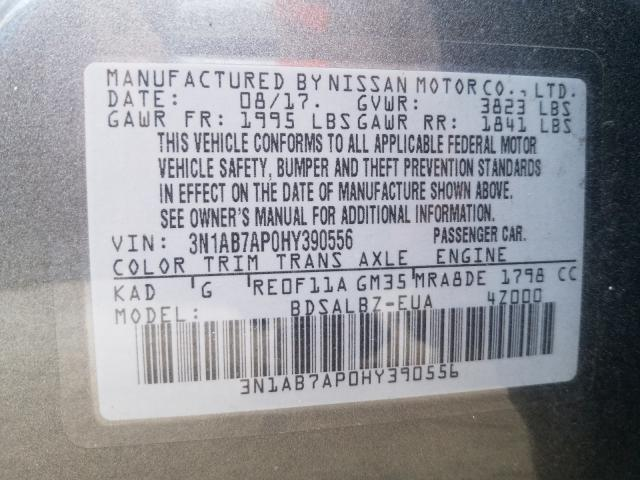 MANUFACTURED BY NISSAN MOTOR CO., LTD.
DATE: 08/17. GVWR: 3823 LBS
GAWR FR: 1995 LBS GAWR RR: 1841 LBS
THIS VEHICLE CONFORMS TO ALL APPLICABLE FEDERAL MOTOR
VEHICLE SAFETY, BUMPER AND THEFT PREVENTION STANDARDS
IN EFFECT ON THE DATE OF MANUFACTURE SHOWN ABOVE.
SEE OWNER'S MANUAL FOR ADDITIONAL INFORMATION.
VIN: 3N1AB7AP0HY390556 PASSENGER CAR.
COLOR TRIM TRANS AXLE ENGINE
KAD G RE0F11A GM35 MRA8DE 1798 CC
MODEL: BDSALBZ-EUA 4Z000
3N1AB7AP0HY390556